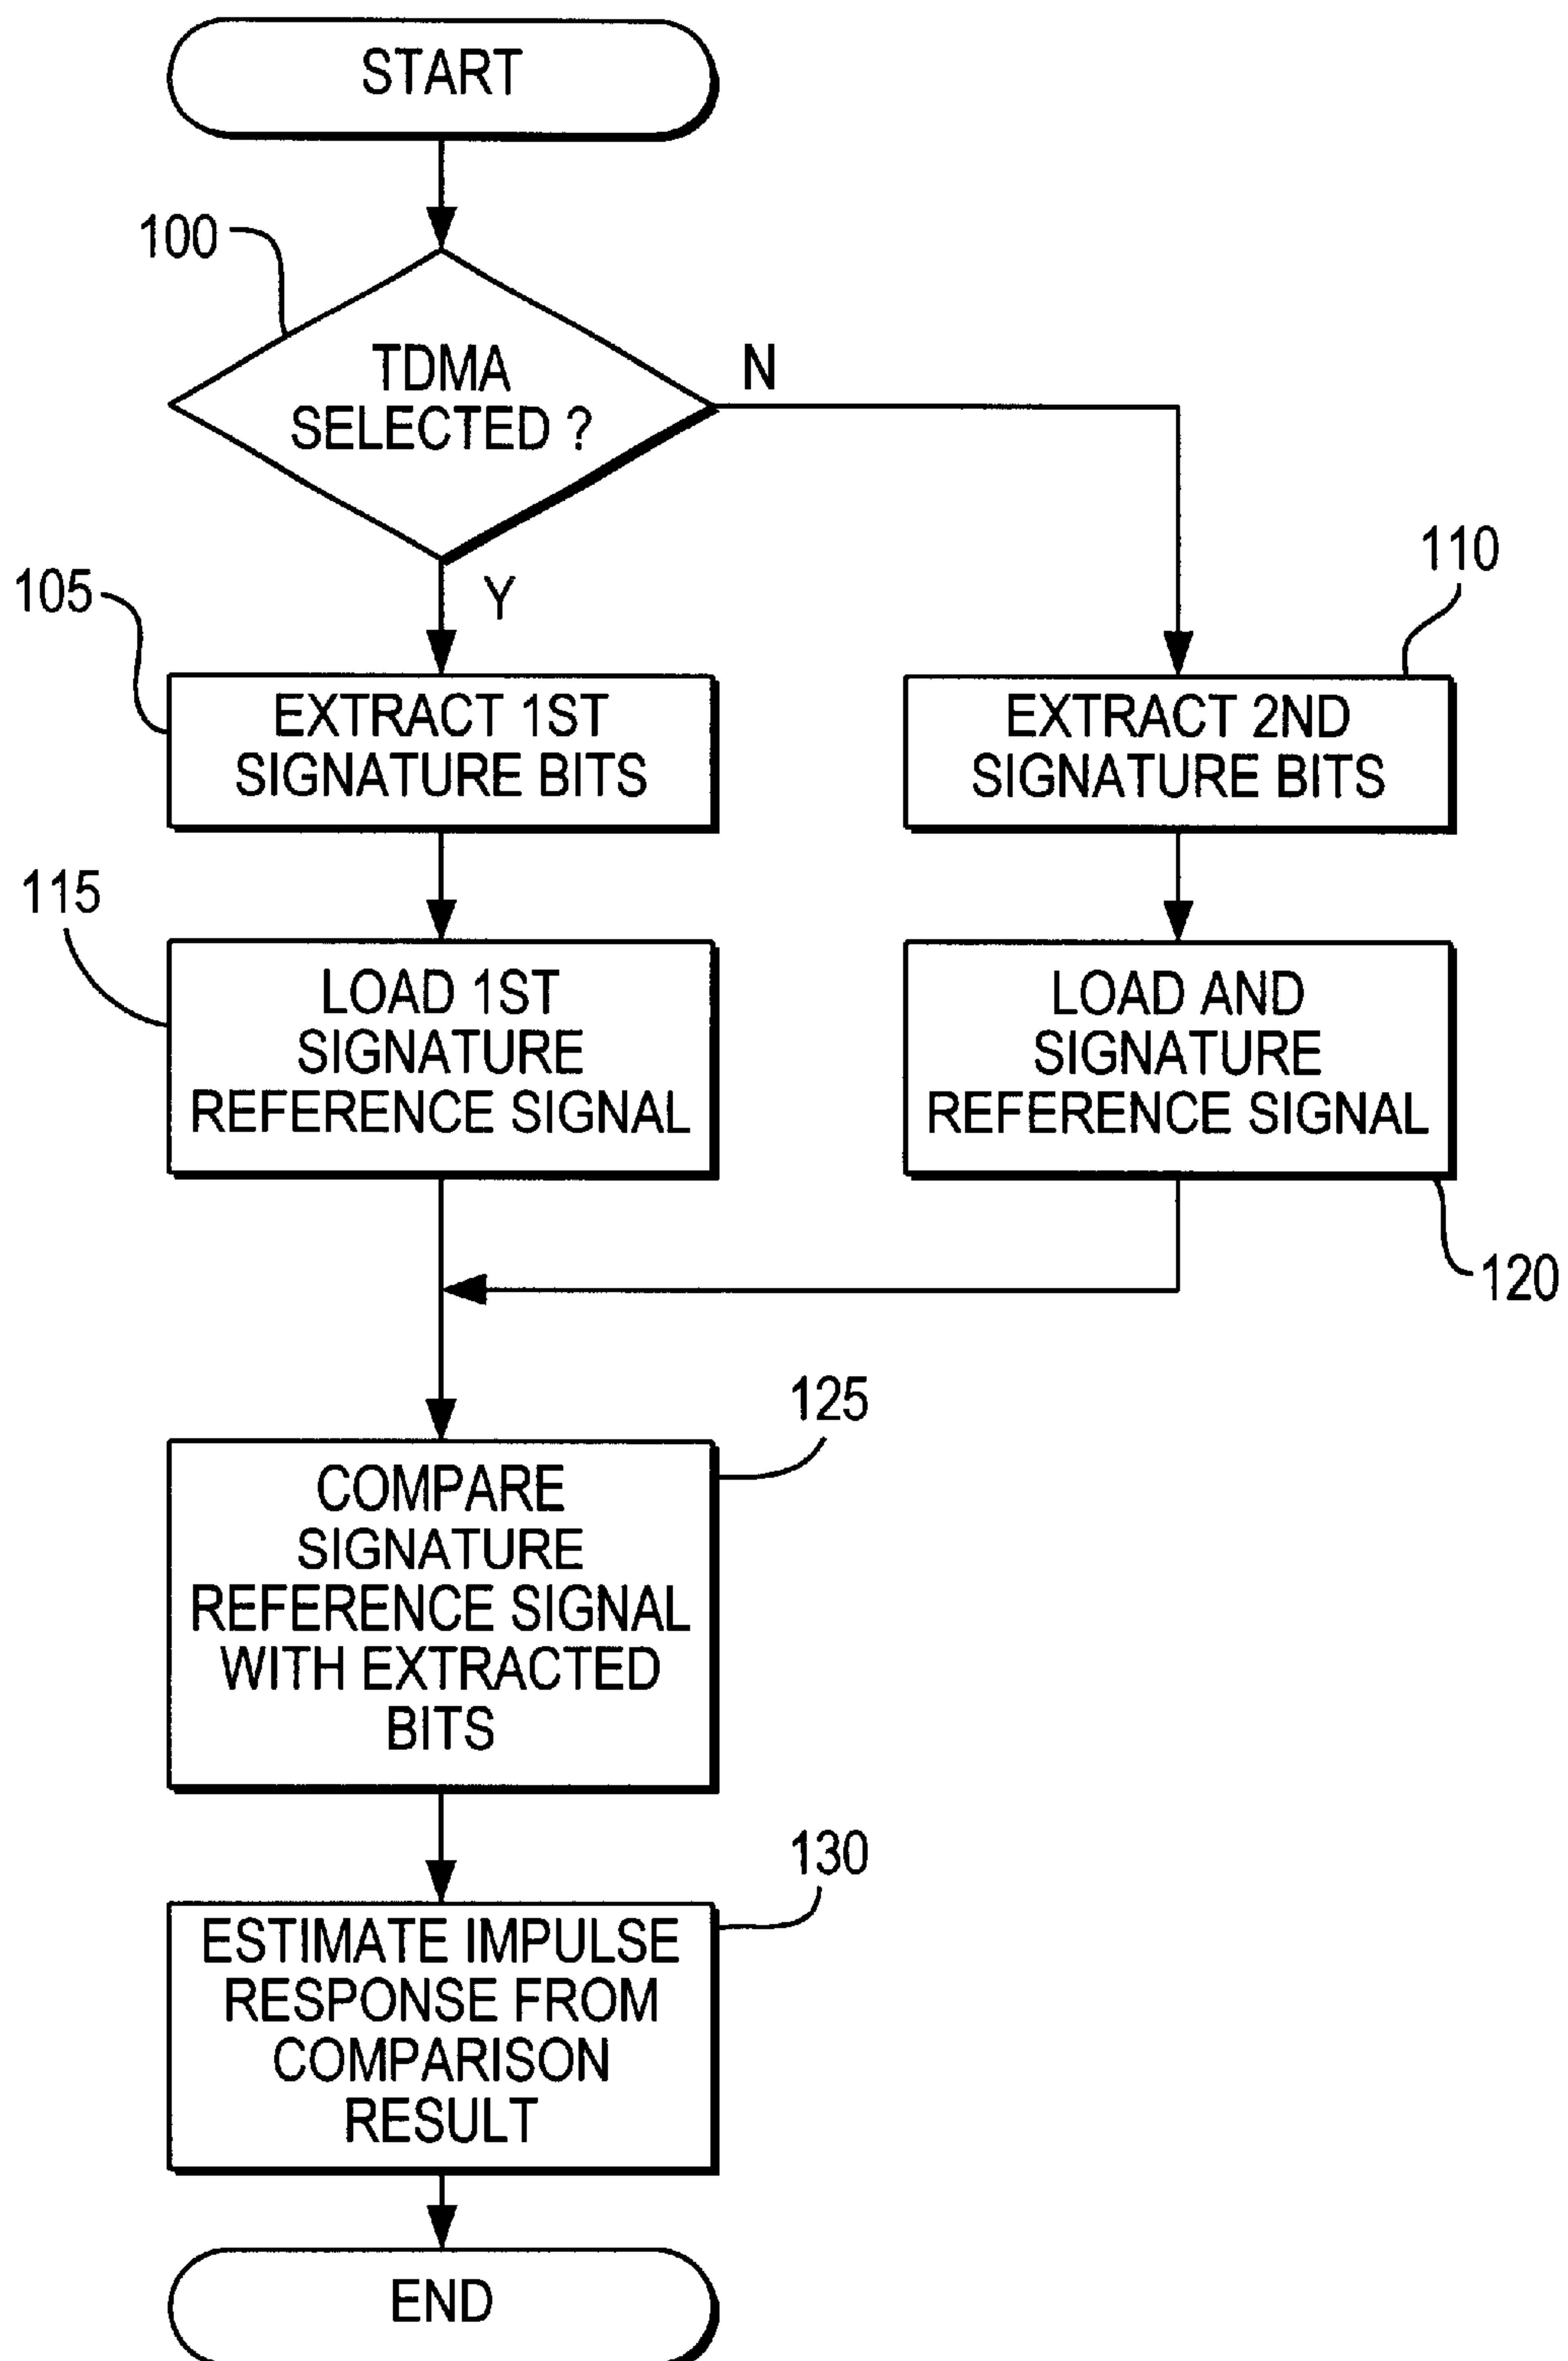 START
100
TDMA
SELECTED ?
N
Y
105
110
EXTRACT 1ST
SIGNATURE BITS
EXTRACT 2ND
SIGNATURE BITS
115
LOAD 1ST
SIGNATURE
REFERENCE SIGNAL
LOAD AND
SIGNATURE
REFERENCE SIGNAL
120
125
COMPARE
SIGNATURE
REFERENCE SIGNAL
WITH EXTRACTED
BITS
130
ESTIMATE IMPULSE
RESPONSE FROM
COMPARISON
RESULT
END